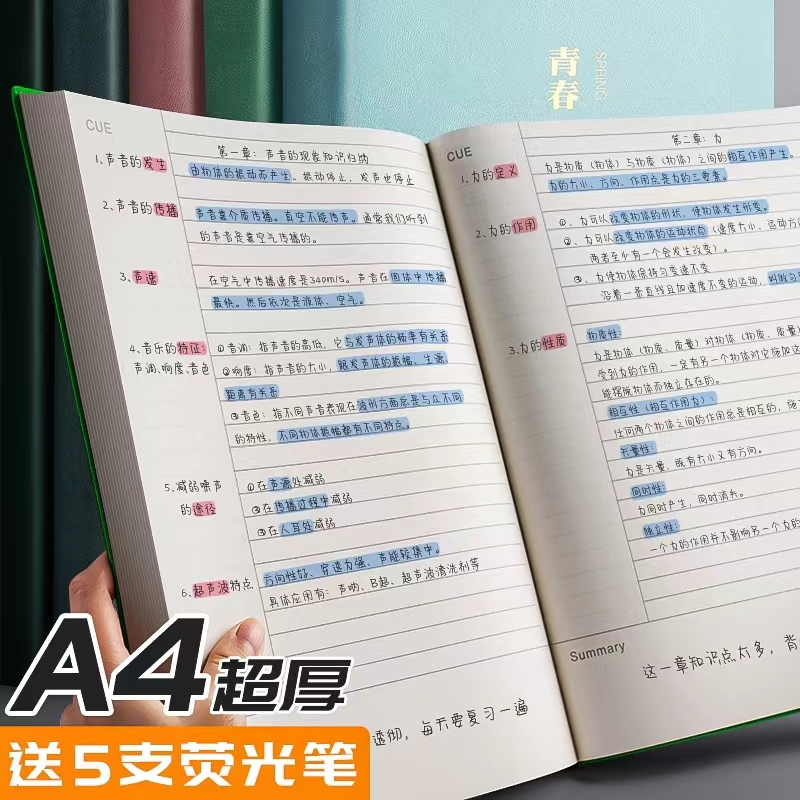 青春
SPRING
CUE
第一章：声音的现象知识归纳
1、声音的发生
由物体的振动而产生。振动停止，发声也停止
2、声音的传播
声音靠介质传播。真空不能传声。通常我们听到
的声音是靠空气传播的。
3、声速
在空气中传播速度是340m/s。声音在固体中传播
最快。然后依次是液体、空气。
4、音乐的特征：
声调、响度、音色
①音调：指声音的高低，它与发声体的频率有关系
②响度：指声音的大小，跟发声体的振幅、生源
距离有关系
③音色：指不同声音表现在波形方面总是与众不同
的特性，不同物体振幅都有不同特点。
5、减弱噪声
的途径
①在声源处减弱
②在传播过程中减弱
③在人耳处减弱
6、超声波特点
方向性好、穿透力强、声能较集中。
具体应用有：声呐、B超、超声波清洗剂等
透彻，每天要复习一遍
CUE
第二章：力
1.力的定义
力是物质（物体）与物质（物体）之间的相互作用产生。
力的大小、方向、作用点是力的三要素。
2、力的作用
①、力可以改变物体的形状，使物体发生形变。
②、力可以改变物体的运动状态（速度大小、运动方
两者至少有一个会发生改变）。
③、力使物体保持匀变速不变
沿着一条直线且加速度不变的运动，叫做匀
3、力的性质
物质性：
力是物体（物质、质量）对物体（物质、质量）
受到力的作用，一定有另一个物体对它施加这
能摆脱物体而独立存在的。
相互性（相互作用力）：
任何两个物体之间的作用总是相互的，施
矢量性：
力是矢量，既有大小又有方向。
同时性：
力同时产生，同时消失。
独立性：
一个力的作用并不影响另一个力的
Summary
这一章知识点太多，背
A4超厚
送5支荧光笔